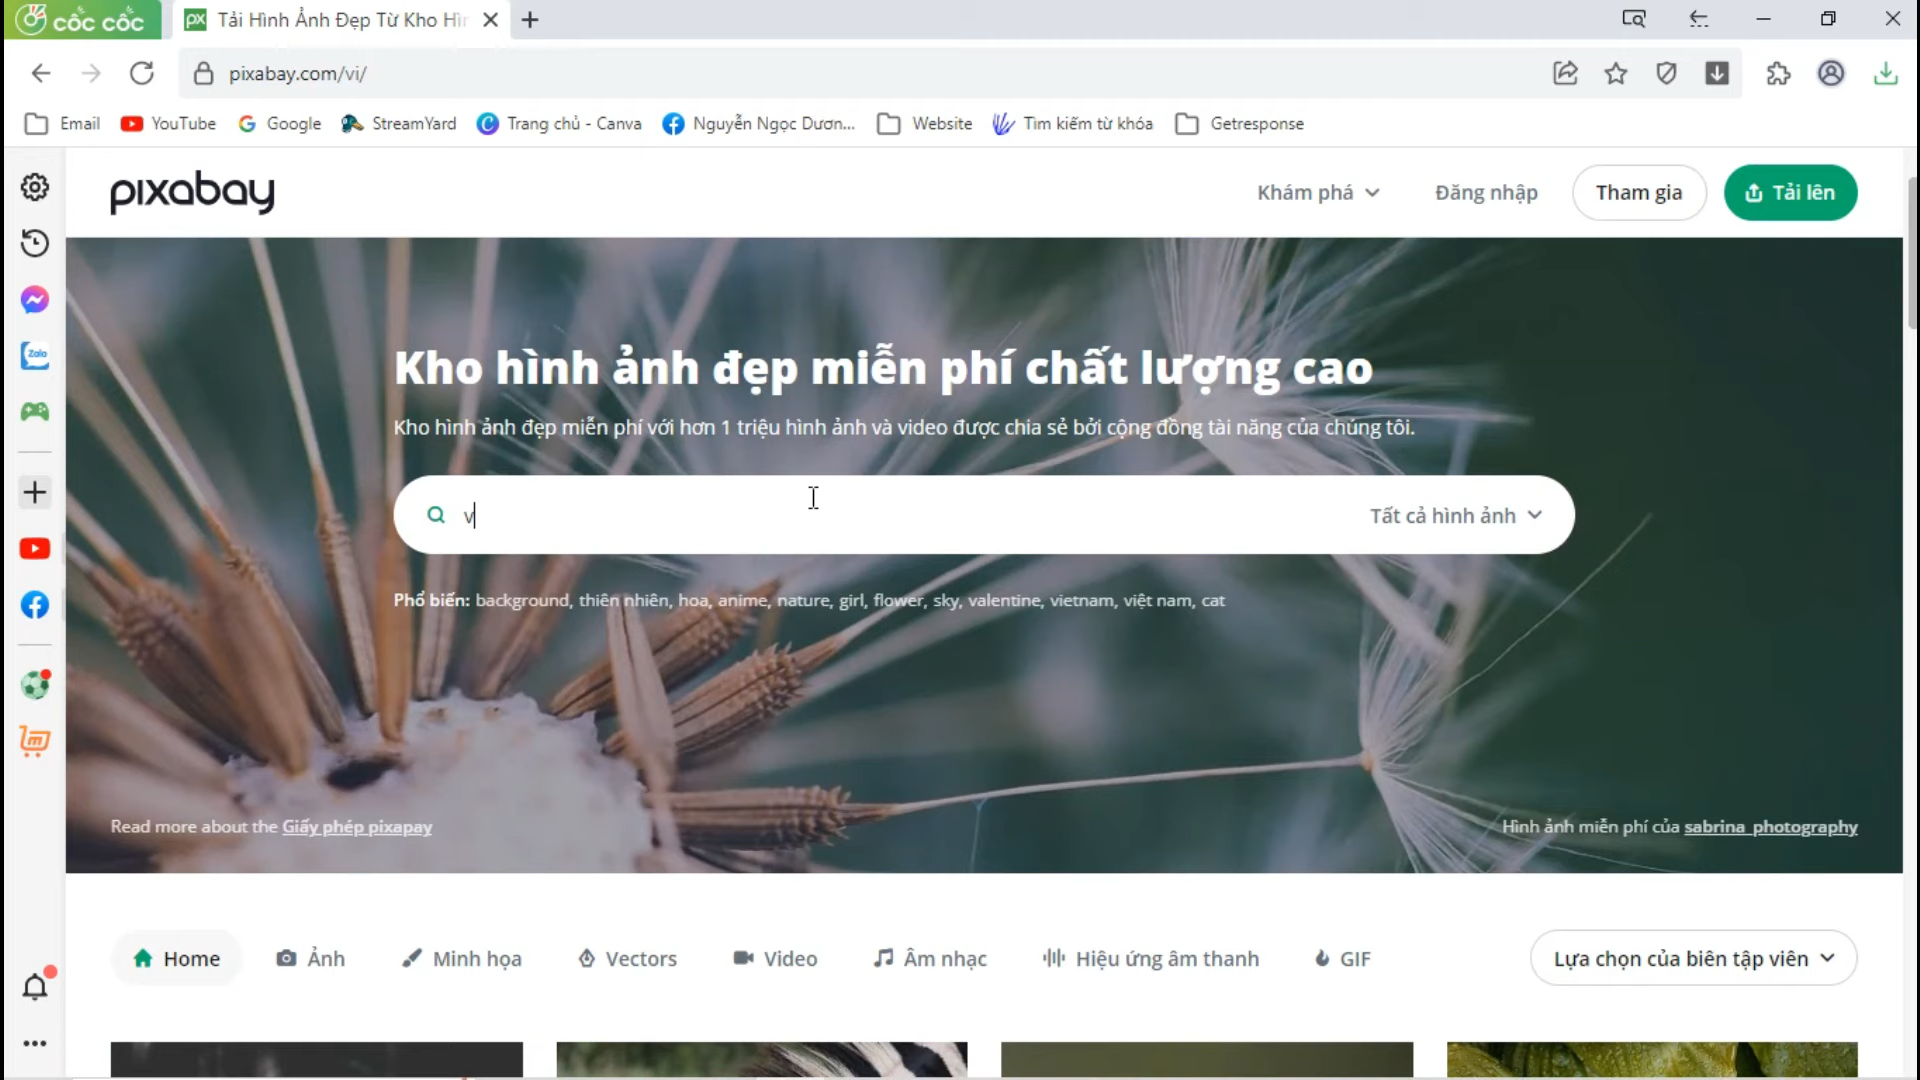 cốc cốc
Tải Hình Ảnh Đẹp Từ Kho Hìn
pixabay.com/vi/
Email YouTube Google StreamYard Trang chủ - Canva Nguyễn Ngọc Dươn... Website Tìm kiếm từ khóa Getresponse
pixabay
Khám phá Đăng nhập Tham gia Tải lên
Zalo
Kho hình ảnh đẹp miễn phí chất lượng cao
Kho hình ảnh đẹp miễn phí với hơn 1 triệu hình ảnh và video được chia sẻ bởi cộng đồng tài năng của chúng tôi.
v Tất cả hình ảnh
Phổ biến: background, thiên nhiên, hoa, anime, nature, girl, flower, sky, valentine, vietnam, việt nam, cat
Read more about the Giấy phép pixapay
Hình ảnh miễn phí của sabrina_photography
Home Ảnh Minh họa Vectors Video Âm nhạc Hiệu ứng âm thanh GIF Lựa chọn của biên tập viên